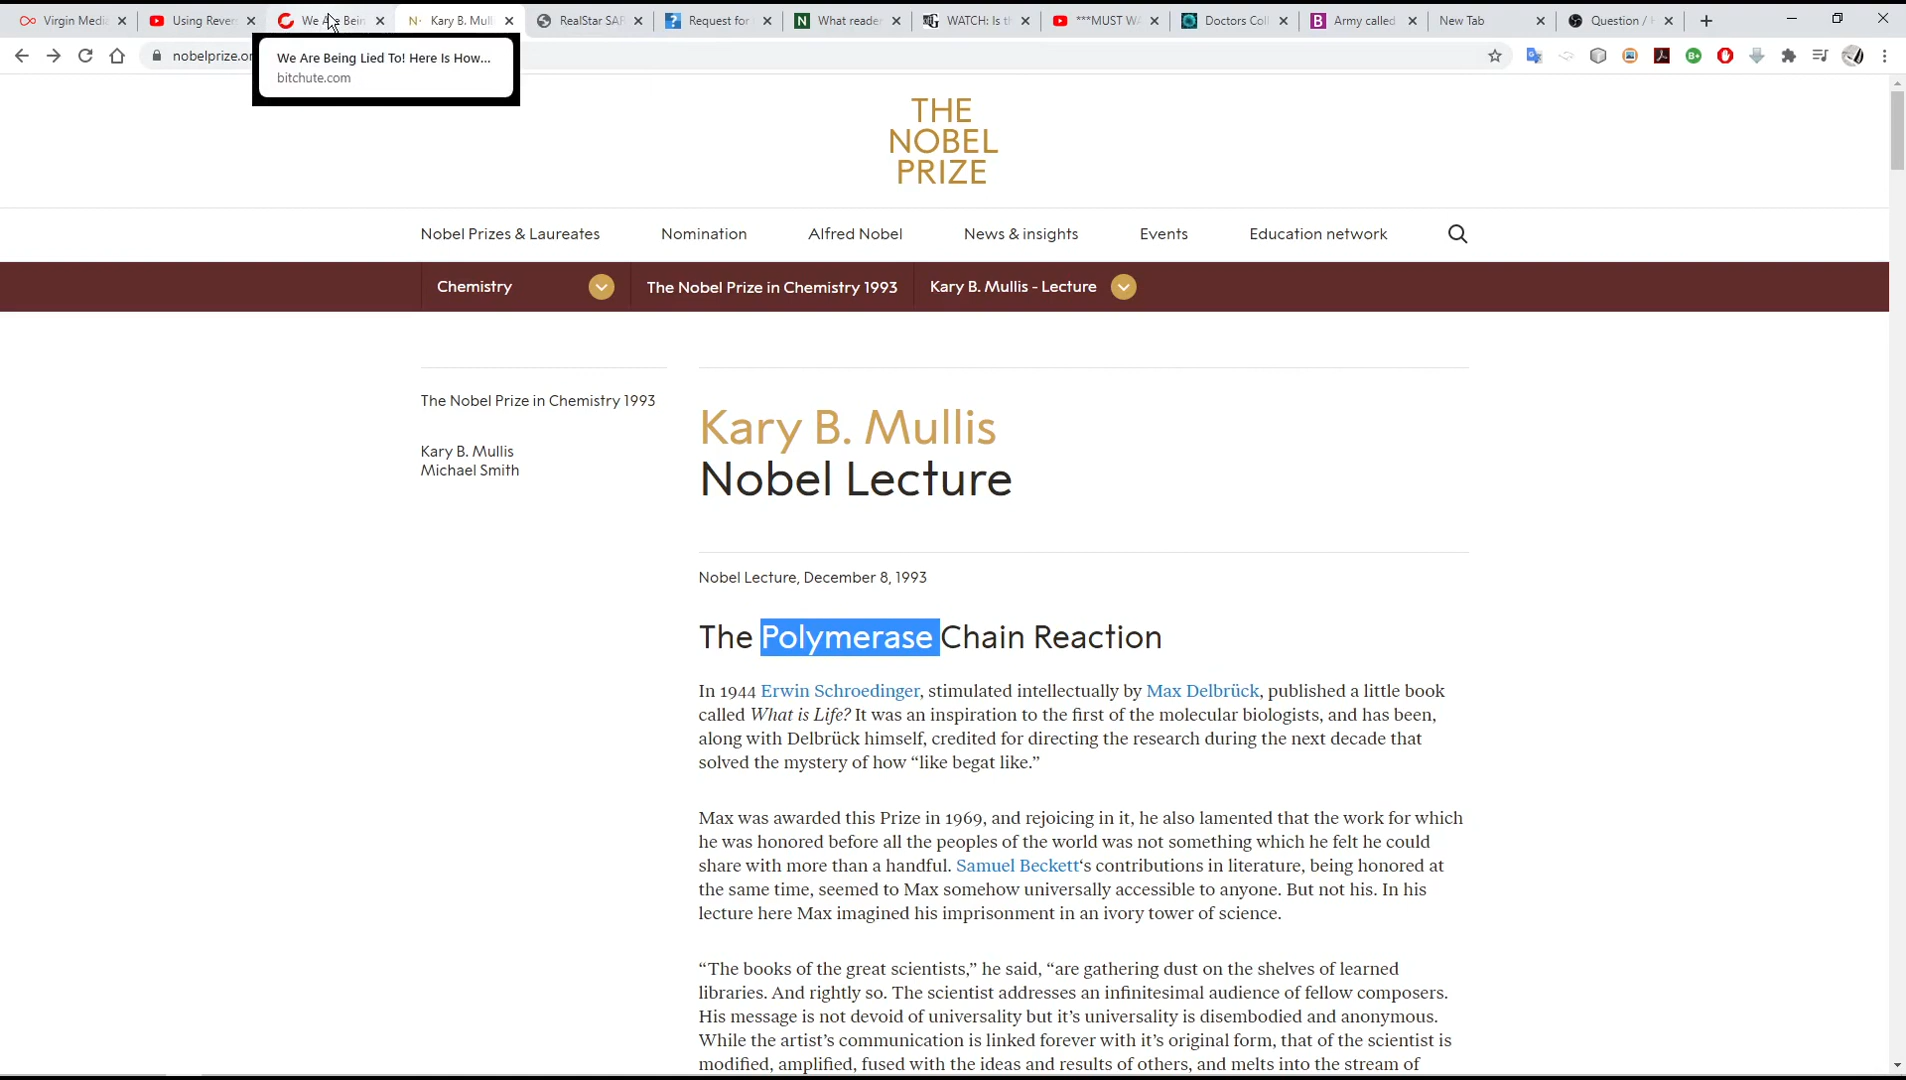 Virgin Media
Using Revers
We Are Bein
Kary B. Mull
RealStar SAR
Request for
What reader
WATCH: Is th
***MUST WA
Doctors Coll
Army called
New Tab
Question / H
nobelprize.or
We Are Being Lied To! Here Is How...
bitchute.com
THE
NOBEL
PRIZE
Nobel Prizes & Laureates
Nomination
Alfred Nobel
News & insights
Events
Education network
Chemistry
The Nobel Prize in Chemistry 1993
Kary B. Mullis - Lecture
The Nobel Prize in Chemistry 1993
Kary B. Mullis
Michael Smith
Kary B. Mullis
Nobel Lecture
Nobel Lecture, December 8, 1993
The Polymerase Chain Reaction
In 1944 Erwin Schroedinger, stimulated intellectually by Max Delbrück, published a little book
called What is Life? It was an inspiration to the first of the molecular biologists, and has been,
along with Delbrück himself, credited for directing the research during the next decade that
solved the mystery of how “like begat like.”
Max was awarded this Prize in 1969, and rejoicing in it, he also lamented that the work for which
he was honored before all the peoples of the world was not something which he felt he could
share with more than a handful. Samuel Beckett‘s contributions in literature, being honored at
the same time, seemed to Max somehow universally accessible to anyone. But not his. In his
lecture here Max imagined his imprisonment in an ivory tower of science.
“The books of the great scientists,” he said, “are gathering dust on the shelves of learned
libraries. And rightly so. The scientist addresses an infinitesimal audience of fellow composers.
His message is not devoid of universality but it’s universality is disembodied and anonymous.
While the artist’s communication is linked forever with it’s original form, that of the scientist is
modified, amplified, fused with the ideas and results of others, and melts into the stream of